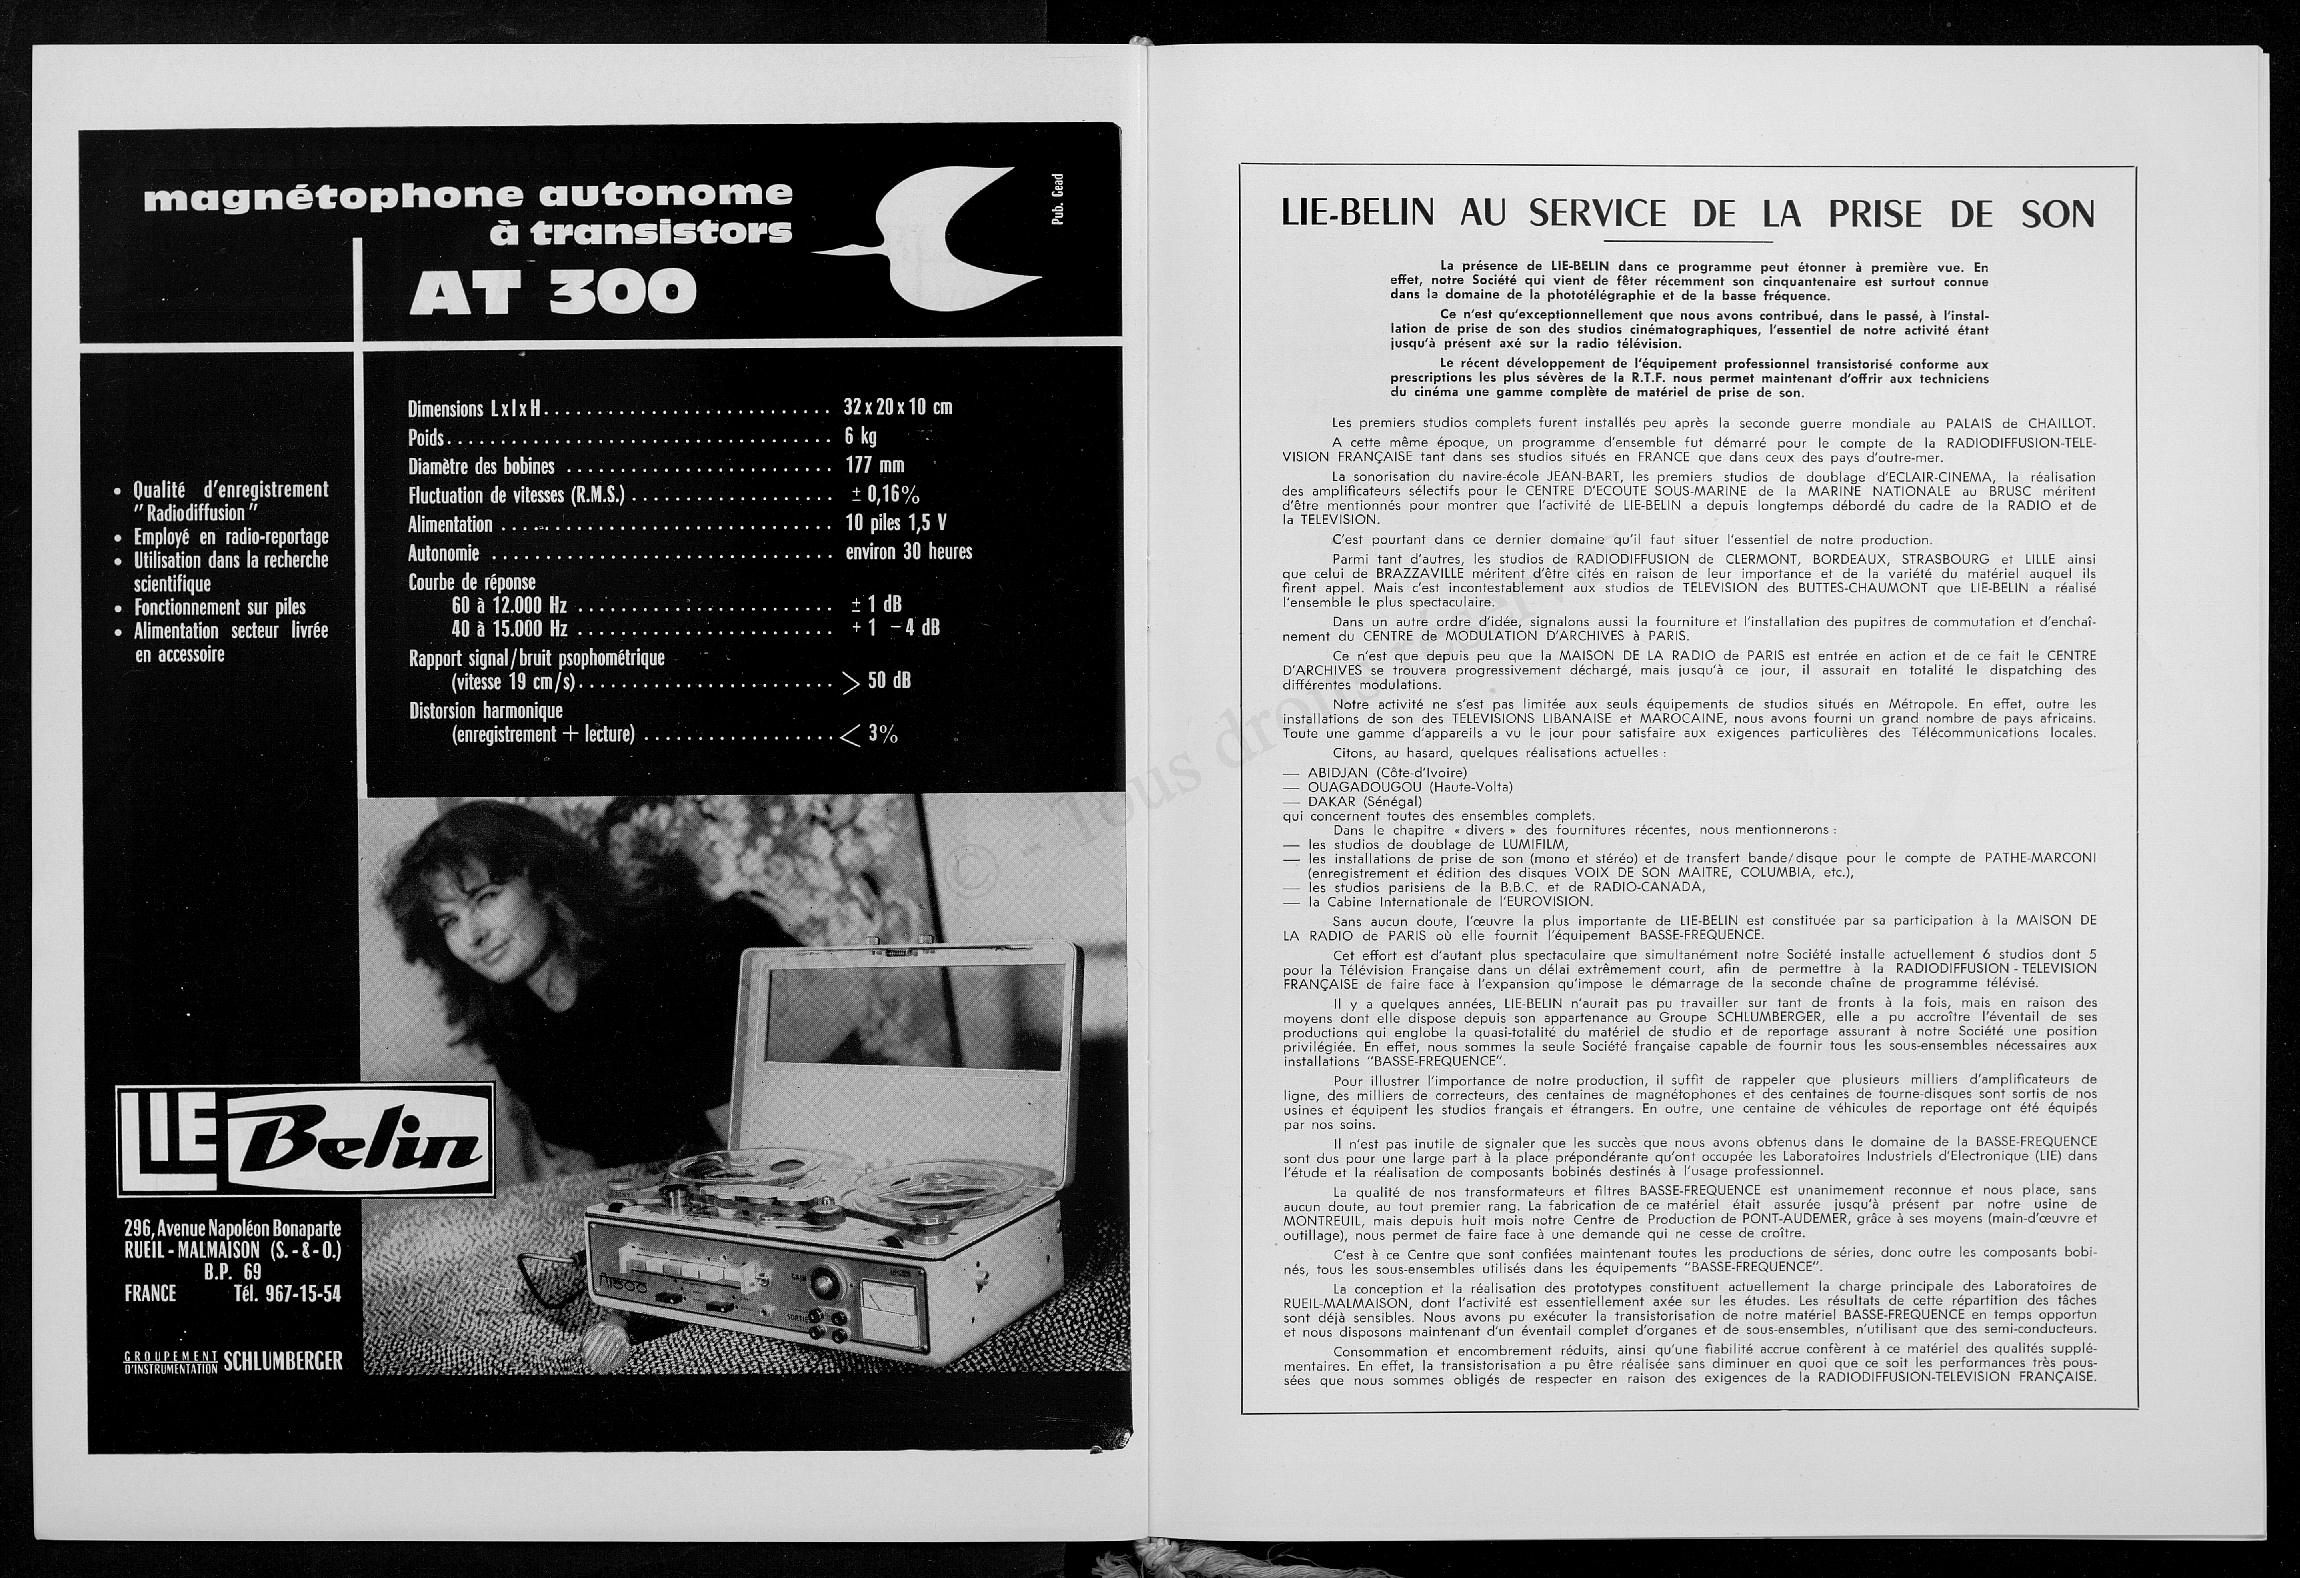 magnétophone autonome
à transistors
AT 300
Pub. Gead
• Qualité d'enregistrement
"Radiodiffusion"
• Employé en radio-reportage
• Utilisation dans la recherche
scientifique
• Fonctionnement sur piles
• Alimentation secteur livrée
en accessoire
Dimensions L x l x H 32 x 20 x 10 cm
Poids 6 kg
Diamètre des bobines 177 mm
Fluctuation de vitesses (R.M.S.) ± 0,16%
Alimentation 10 piles 1,5 V
Autonomie environ 30 heures
Courbe de réponse
60 à 12.000 Hz ± 1 dB
40 à 15.000 Hz + 1 - 4 dB
Rapport signal/bruit psophométrique
(vitesse 19 cm/s) > 50 dB
Distorsion harmonique
(enregistrement + lecture) < 3%
LIE Belin
296, Avenue Napoléon Bonaparte
RUEIL - MALMAISON (S.-&-O.)
B.P. 69
FRANCE Tél. 967-15-54
GROUPEMENT
D'INSTRUMENTATION SCHLUMBERGER
LIE-BELIN AU SERVICE DE LA PRISE DE SON
La présence de LIE-BELIN dans ce programme peut étonner à première vue. En
effet, notre Société qui vient de fêter récemment son cinquantenaire est surtout connue
dans la domaine de la phototélégraphie et de la basse fréquence.
Ce n'est qu'exceptionnellement que nous avons contribué, dans le passé, à l'instal-
lation de prise de son des studios cinématographiques, l'essentiel de notre activité étant
jusqu'à présent axé sur la radio télévision.
Le récent développement de l'équipement professionnel transistorisé conforme aux
prescriptions les plus sévères de la R.T.F. nous permet maintenant d'offrir aux techniciens
du cinéma une gamme complète de matériel de prise de son.
Les premiers studios complets furent installés peu après la seconde guerre mondiale au PALAIS de CHAILLOT.
A cette même époque, un programme d'ensemble fut démarré pour le compte de la RADIODIFFUSION-TELE-
VISION FRANÇAISE tant dans ses studios situés en FRANCE que dans ceux des pays d'outre-mer.
La sonorisation du navire-école JEAN-BART, les premiers studios de doublage d'ECLAIR-CINEMA, la réalisation
des amplificateurs sélectifs pour le CENTRE D'ECOUTE SOUS-MARINE de la MARINE NATIONALE au BRUSC méritent
d'être mentionnés pour montrer que l'activité de LIE-BELIN a depuis longtemps débordé du cadre de la RADIO et de
la TELEVISION.
C'est pourtant dans ce dernier domaine qu'il faut situer l'essentiel de notre production.
Parmi tant d'autres, les studios de RADIODIFFUSION de CLERMONT, BORDEAUX, STRASBOURG et LILLE ainsi
que celui de BRAZZAVILLE méritent d'être cités en raison de leur importance et de la variété du matériel auquel ils
firent appel. Mais c'est incontestablement aux studios de TELEVISION des BUTTES-CHAUMONT que LIE-BELIN a réalisé
l'ensemble le plus spectaculaire.
Dans un autre ordre d'idée, signalons aussi la fourniture et l'installation des pupitres de commutation et d'enchaî-
nement du CENTRE de MODULATION D'ARCHIVES à PARIS.
Ce n'est que depuis peu que la MAISON DE LA RADIO de PARIS est entrée en action et de ce fait le CENTRE
D'ARCHIVES se trouvera progressivement déchargé, mais jusqu'à ce jour, il assurait en totalité le dispatching des
différentes modulations.
Notre activité ne s'est pas limitée aux seuls équipements de studios situés en Métropole. En effet, outre les
installations de son des TELEVISIONS LIBANAISE et MAROCAINE, nous avons fourni un grand nombre de pays africains.
Toute une gamme d'appareils a vu le jour pour satisfaire aux exigences particulières des Télécommunications locales.
Citons, au hasard, quelques réalisations actuelles :
— ABIDJAN (Côte-d'Ivoire)
— OUAGADOUGOU (Haute-Volta)
— DAKAR (Sénégal)
qui concernent toutes des ensembles complets.
Dans le chapitre « divers » des fournitures récentes, nous mentionnerons :
— les studios de doublage de LUMIFILM,
— les installations de prise de son (mono et stéréo) et de transfert bande/disque pour le compte de PATHE-MARCONI
(enregistrement et édition des disques VOIX DE SON MAITRE, COLUMBIA, etc.),
— les studios parisiens de la B.B.C. et de RADIO-CANADA,
— la Cabine Internationale de l'EUROVISION.
Sans aucun doute, l'œuvre la plus importante de LIE-BELIN est constituée par sa participation à la MAISON DE
LA RADIO de PARIS où elle fournit l'équipement BASSE-FREQUENCE.
Cet effort est d'autant plus spectaculaire que simultanément notre Société installe actuellement 6 studios dont 5
pour la Télévision Française dans un délai extrêmement court, afin de permettre à la RADIODIFFUSION - TELEVISION
FRANÇAISE de faire face à l'expansion qu'impose le démarrage de la seconde chaîne de programme télévisé.
Il y a quelques années, LIE-BELIN n'aurait pas pu travailler sur tant de fronts à la fois, mais en raison des
moyens dont elle dispose depuis son appartenance au Groupe SCHLUMBERGER, elle a pu accroître l'éventail de ses
productions qui englobe la quasi-totalité du matériel de studio et de reportage assurant à notre Société une position
privilégiée. En effet, nous sommes la seule Société française capable de fournir tous les sous-ensembles nécessaires aux
installations "BASSE-FREQUENCE".
Pour illustrer l'importance de notre production, il suffit de rappeler que plusieurs milliers d'amplificateurs de
ligne, des milliers de correcteurs, des centaines de magnétophones et des centaines de tourne-disques sont sortis de nos
usines et équipent les studios français et étrangers. En outre, une centaine de véhicules de reportage ont été équipés
par nos soins.
Il n'est pas inutile de signaler que les succès que nous avons obtenus dans le domaine de la BASSE-FREQUENCE
sont dus pour une large part à la place prépondérante qu'ont occupée les Laboratoires Industriels d'Electronique (LIE) dans
l'étude et la réalisation de composants bobinés destinés à l'usage professionnel.
La qualité de nos transformateurs et filtres BASSE-FREQUENCE est unanimement reconnue et nous place, sans
aucun doute, au tout premier rang. La fabrication de ce matériel était assurée jusqu'à présent par notre usine de
MONTREUIL, mais depuis huit mois notre Centre de Production de PONT-AUDEMER, grâce à ses moyens (main-d'œuvre et
outillage), nous permet de faire face à une demande qui ne cesse de croître.
C'est à ce Centre que sont confiées maintenant toutes les productions de séries, donc outre les composants bobi-
nés, tous les sous-ensembles utilisés dans les équipements "BASSE-FREQUENCE".
La conception et la réalisation des prototypes constituent actuellement la charge principale des Laboratoires de
RUEIL-MALMAISON, dont l'activité est essentiellement axée sur les études. Les résultats de cette répartition des tâches
sont déjà sensibles. Nous avons pu exécuter la transistorisation de notre matériel BASSE-FREQUENCE en temps opportun
et nous disposons maintenant d'un éventail complet d'organes et de sous-ensembles, n'utilisant que des semi-conducteurs.
Consommation et encombrement réduits, ainsi qu'une fiabilité accrue confèrent à ce matériel des qualités supplé-
mentaires. En effet, la transistorisation a pu être réalisée sans diminuer en quoi que ce soit les performances très pous-
sées que nous sommes obligés de respecter en raison des exigences de la RADIODIFFUSION-TELEVISION FRANÇAISE.
© - Tous droits réservés